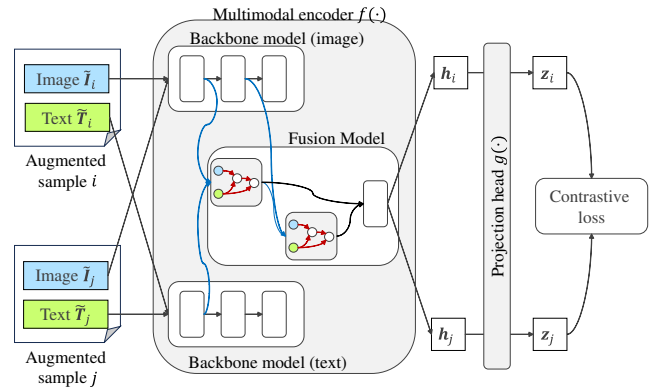 Multimodal encoder f(·)
Backbone model (image)
Image Ĩᵢ
Text T̃ᵢ
Augmented
sample i
Fusion Model
Image Ĩⱼ
Text T̃ⱼ
Augmented
sample j
Backbone model (text)
hᵢ
hⱼ
Projection head g(·)
zᵢ
zⱼ
Contrastive
loss